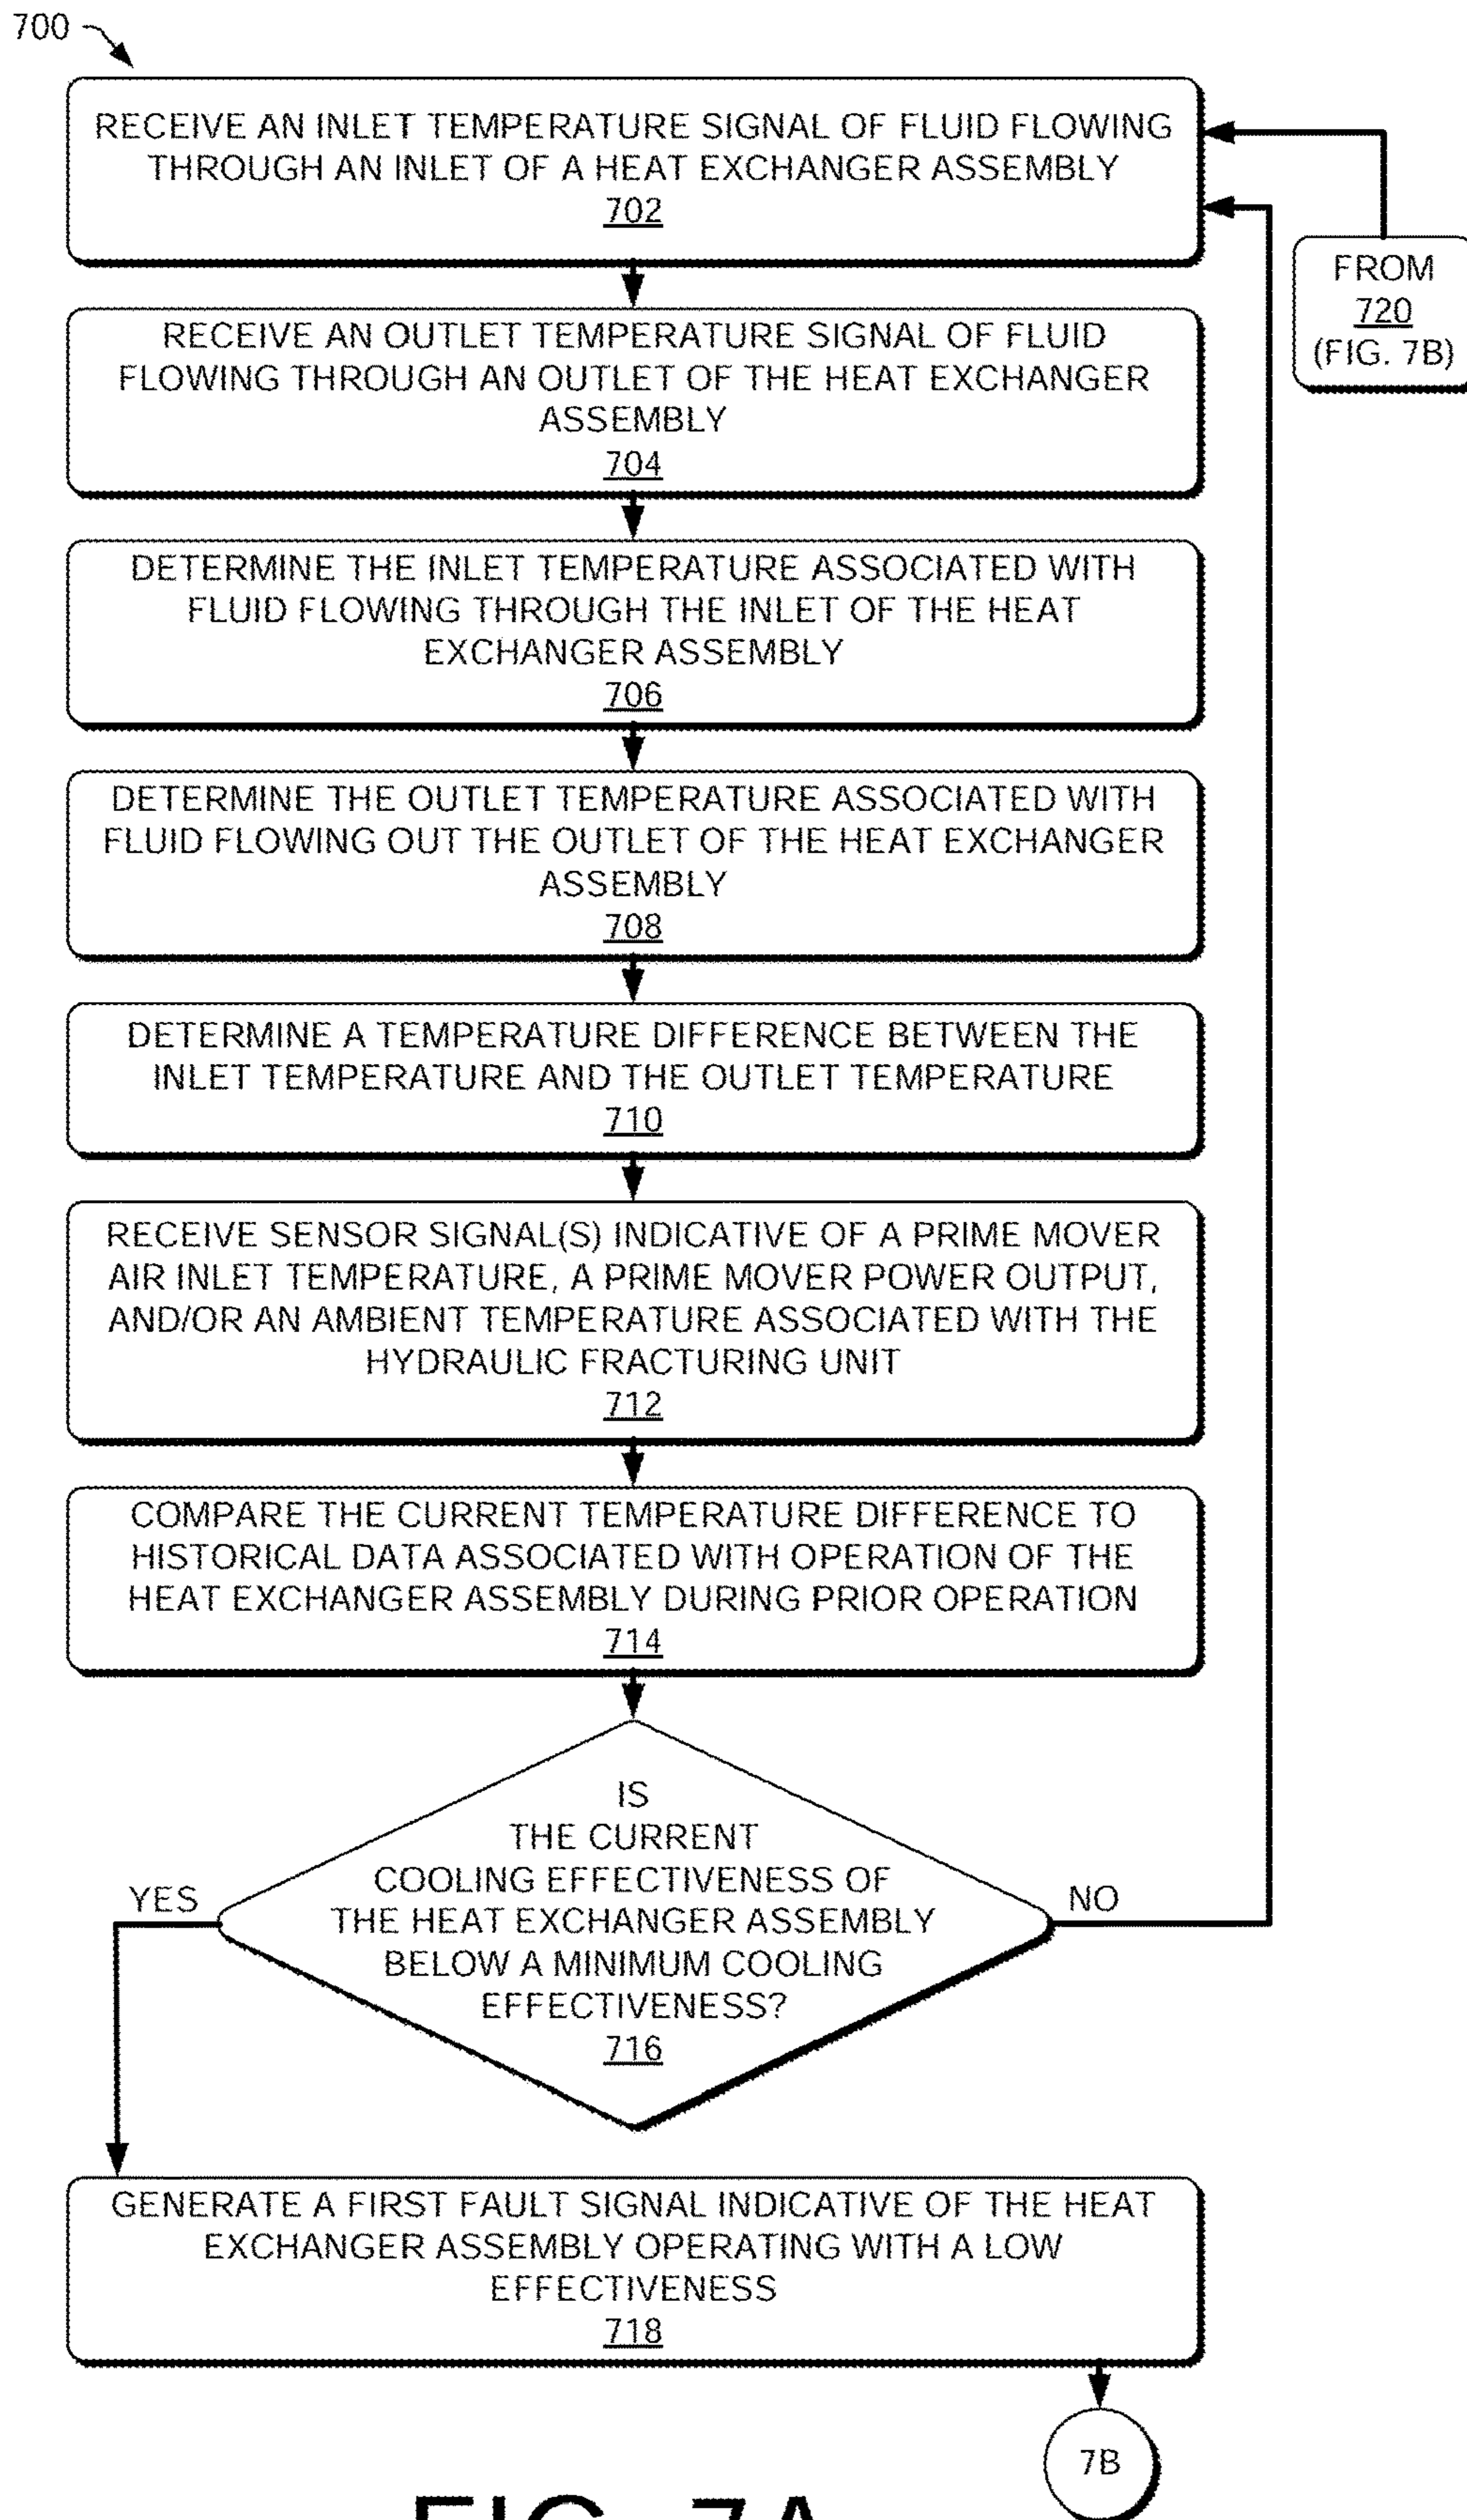 700
RECEIVE AN INLET TEMPERATURE SIGNAL OF FLUID FLOWING
THROUGH AN INLET OF A HEAT EXCHANGER ASSEMBLY
702
FROM
720
(FIG. 7B)
RECEIVE AN OUTLET TEMPERATURE SIGNAL OF FLUID
FLOWING THROUGH AN OUTLET OF THE HEAT EXCHANGER
ASSEMBLY
704
DETERMINE THE INLET TEMPERATURE ASSOCIATED WITH
FLUID FLOWING THROUGH THE INLET OF THE HEAT
EXCHANGER ASSEMBLY
706
DETERMINE THE OUTLET TEMPERATURE ASSOCIATED WITH
FLUID FLOWING OUT THE OUTLET OF THE HEAT EXCHANGER
ASSEMBLY
708
DETERMINE A TEMPERATURE DIFFERENCE BETWEEN THE
INLET TEMPERATURE AND THE OUTLET TEMPERATURE
710
RECEIVE SENSOR SIGNAL(S) INDICATIVE OF A PRIME MOVER
AIR INLET TEMPERATURE, A PRIME MOVER POWER OUTPUT,
AND/OR AN AMBIENT TEMPERATURE ASSOCIATED WITH THE
HYDRAULIC FRACTURING UNIT
712
COMPARE THE CURRENT TEMPERATURE DIFFERENCE TO
HISTORICAL DATA ASSOCIATED WITH OPERATION OF THE
HEAT EXCHANGER ASSEMBLY DURING PRIOR OPERATION
714
IS
THE CURRENT
COOLING EFFECTIVENESS OF
THE HEAT EXCHANGER ASSEMBLY
BELOW A MINIMUM COOLING
EFFECTIVENESS?
716
YES
NO
GENERATE A FIRST FAULT SIGNAL INDICATIVE OF THE HEAT
EXCHANGER ASSEMBLY OPERATING WITH A LOW
EFFECTIVENESS
718
7B
FIG. 7A